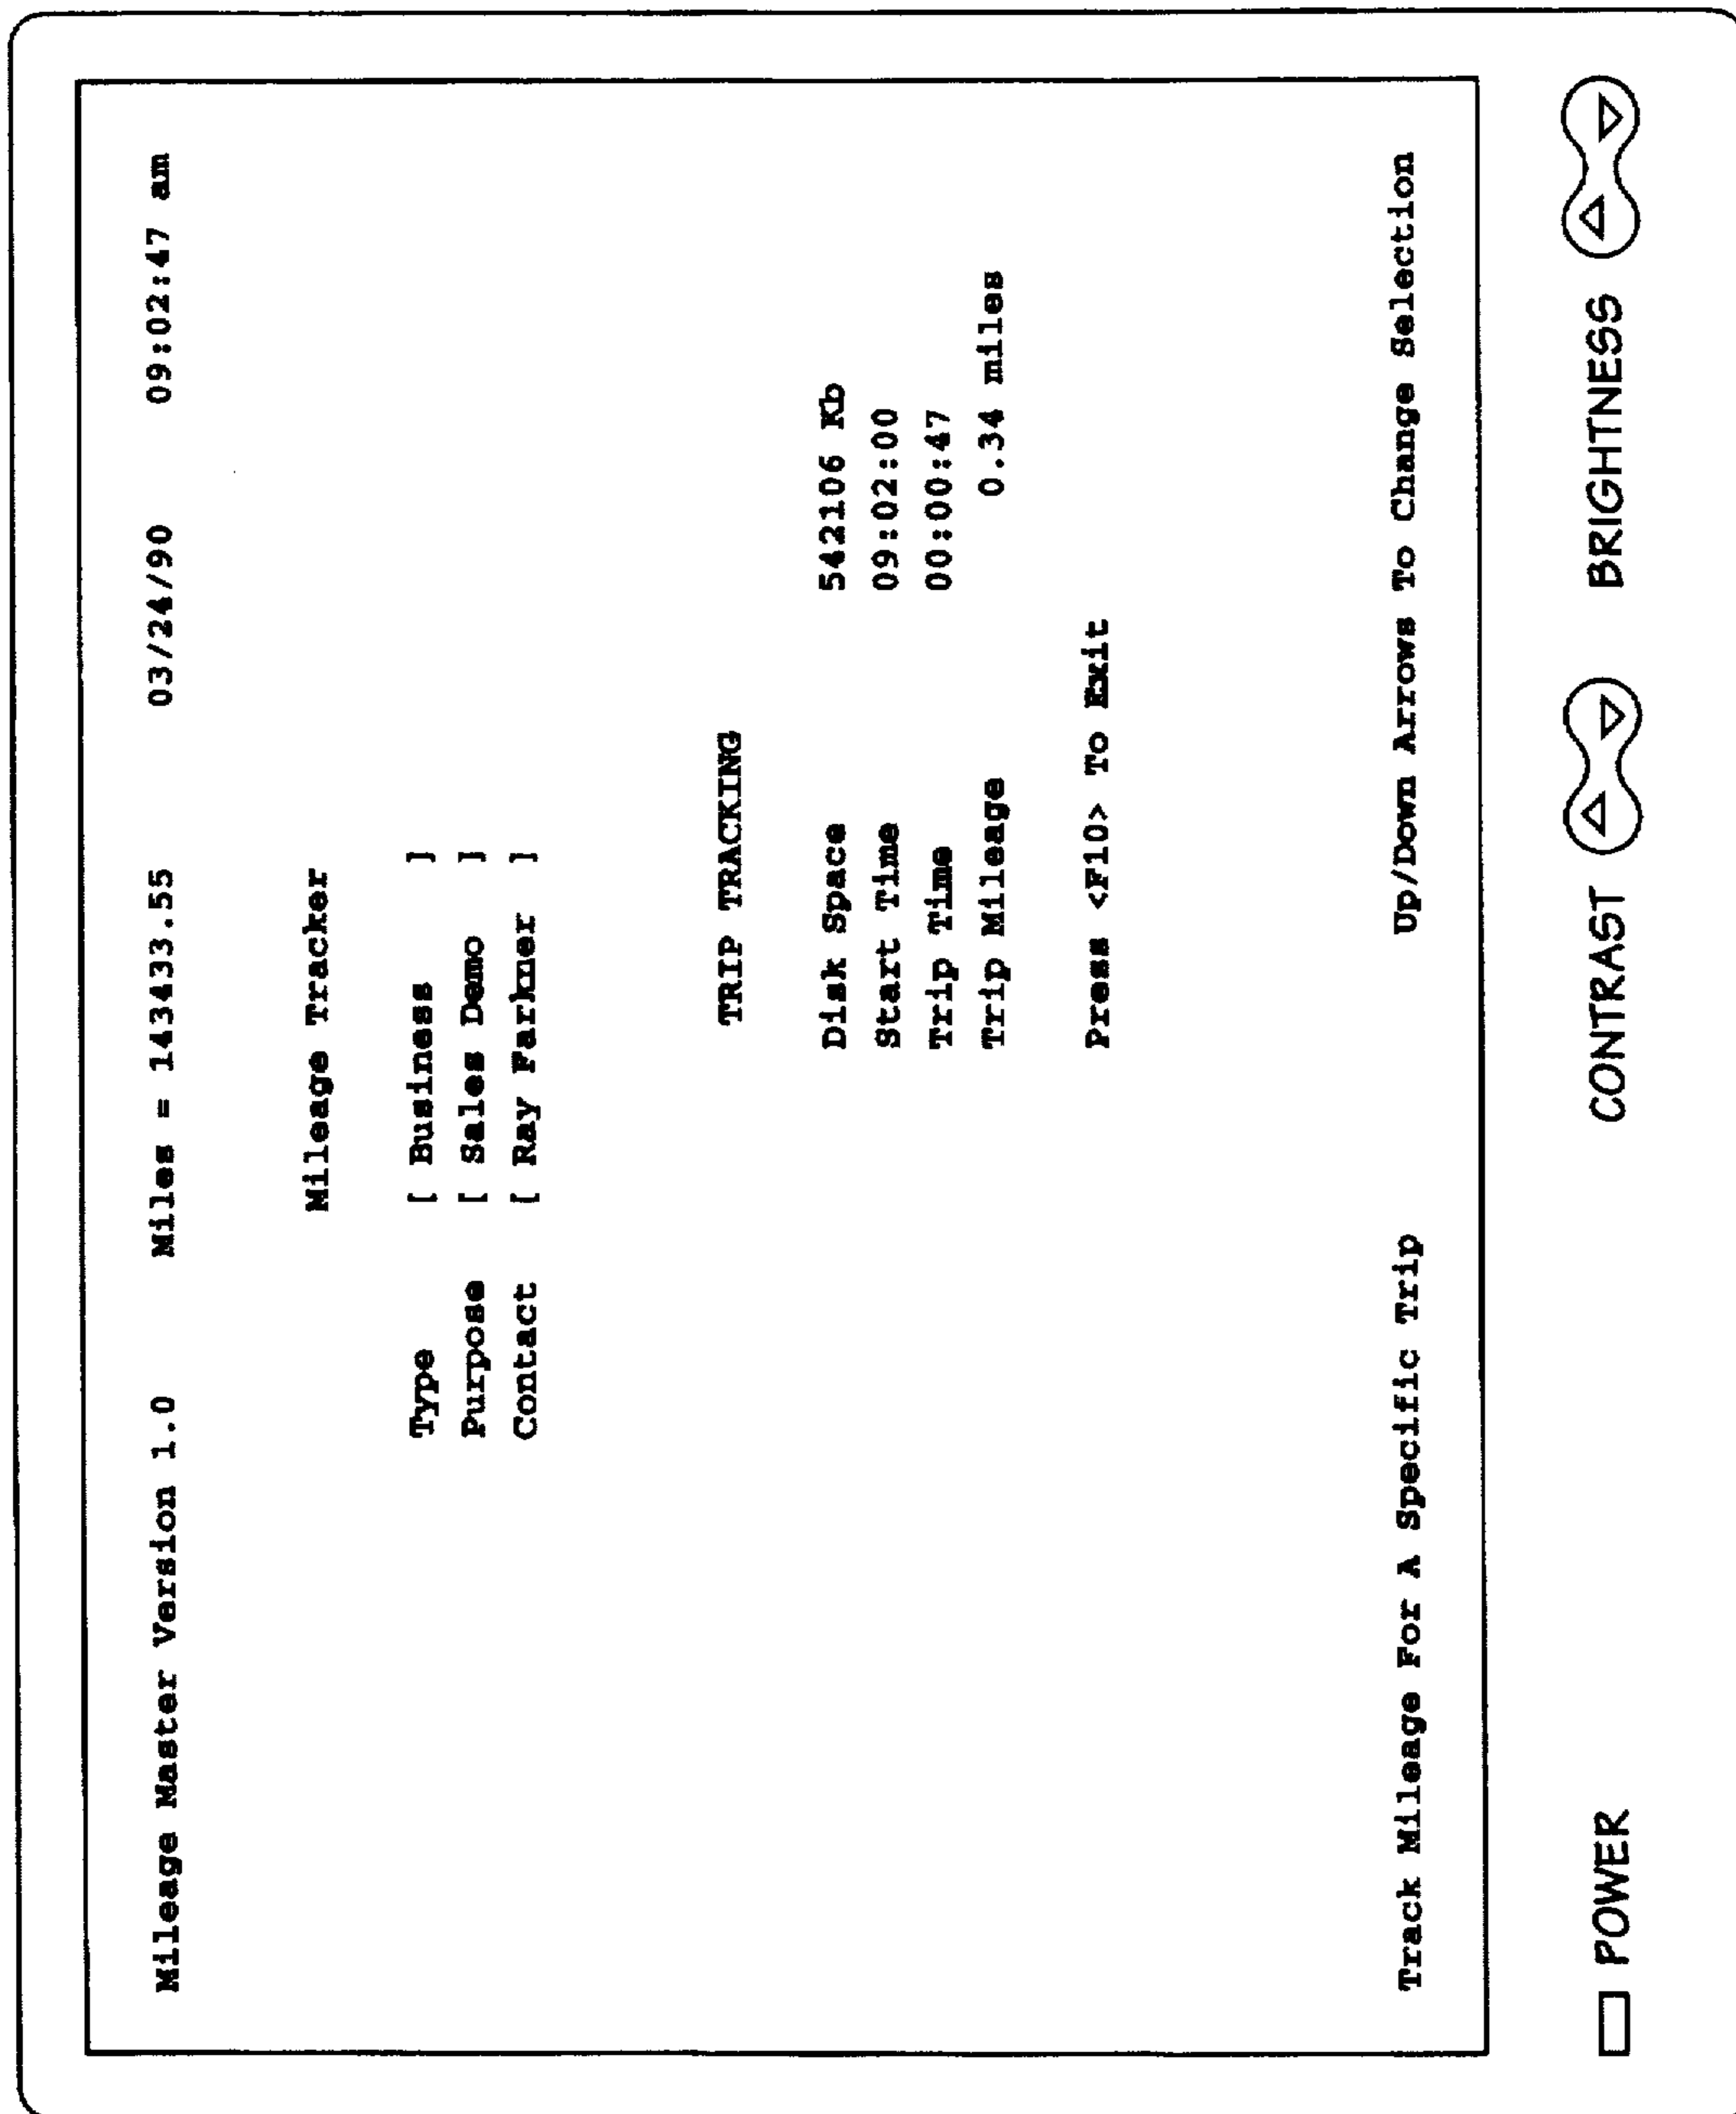 Mileage Master Version 1.0 Miles = 143433.55 03/24/90 09:02:47 am
Mileage Tracker
Type [ Business ]
Purpose [ Sales Demo ]
Contact [ Ray Farkner ]
TRIP TRACKING
Disk Space 542106 Kb
Start Time 09:02:00
Trip Time 00:00:47
Trip Mileage 0.34 miles
Press <F10> To Exit
Track Mileage For A Specific Trip Up/Down Arrows To Change Selection
POWER CONTRAST BRIGHTNESS